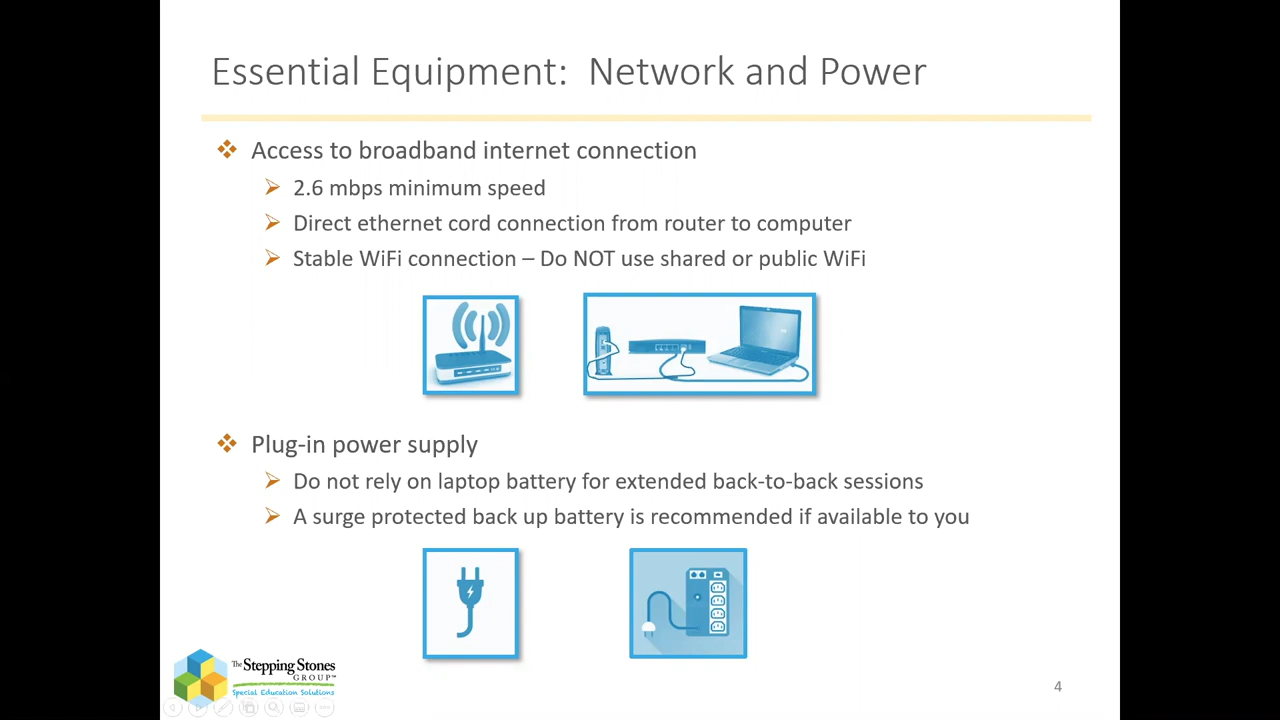 Essential Equipment: Network and Power
Access to broadband internet connection
2.6 mbps minimum speed
Direct ethernet cord connection from router to computer
Stable WiFi connection – Do NOT use shared or public WiFi
Plug-in power supply
Do not rely on laptop battery for extended back-to-back sessions
A surge protected back up battery is recommended if available to you
The Stepping Stones
GROUP™
Special Education Solutions
4